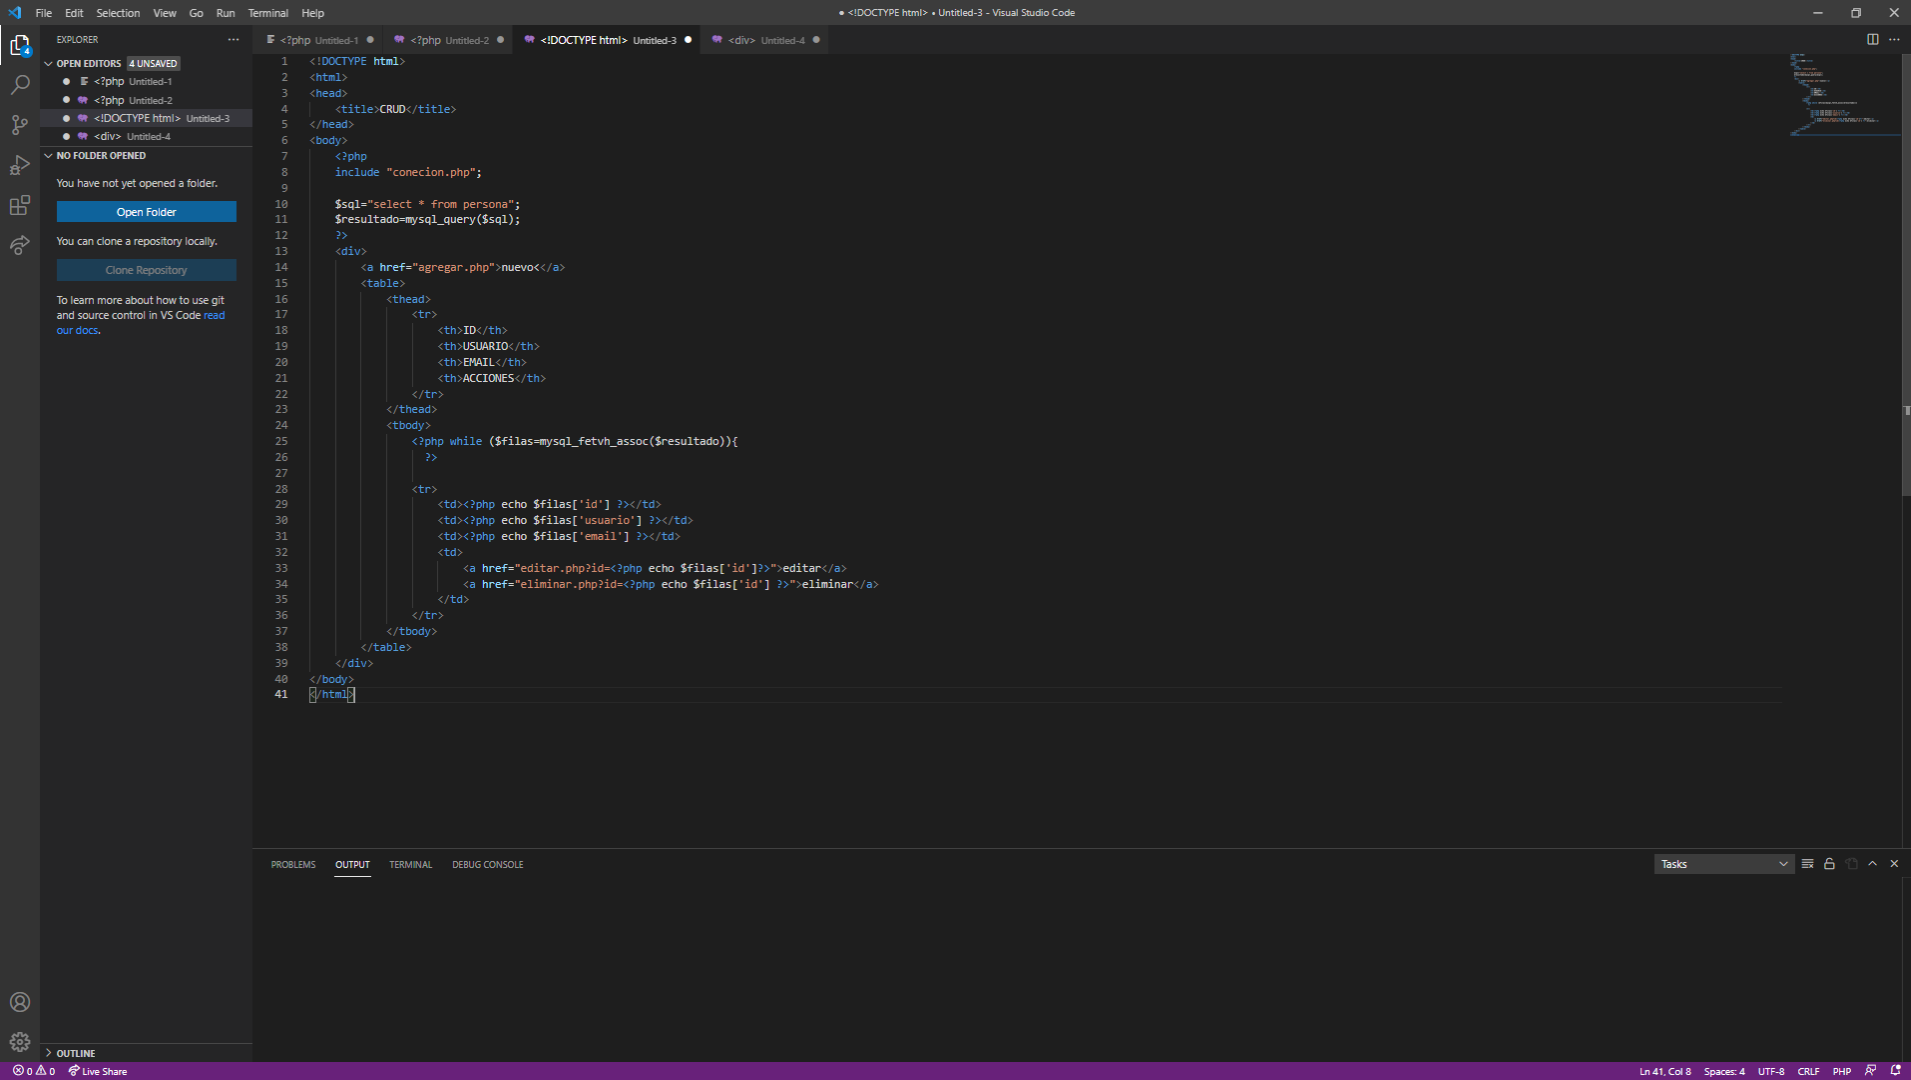 File Edit Selection View Go Run Terminal Help
● <!DOCTYPE html> • Untitled-3 - Visual Studio Code
EXPLORER
OPEN EDITORS 4 UNSAVED
<?php Untitled-1
<?php Untitled-2
<!DOCTYPE html> Untitled-3
<div> Untitled-4
NO FOLDER OPENED
You have not yet opened a folder.
Open Folder
You can clone a repository locally.
Clone Repository
To learn more about how to use git
and source control in VS Code read
our docs.
OUTLINE
4
<?php Untitled-1 <?php Untitled-2 <!DOCTYPE html> Untitled-3 <div> Untitled-4
1 <!DOCTYPE html>
2 <html>
3 <head>
4     <title>CRUD</title>
5 </head>
6 <body>
7     <?php
8     include "conecion.php";
9
10     $sql="select * from persona";
11     $resultado=mysql_query($sql);
12     ?>
13     <div>
14         <a href="agregar.php">nuevo<</a>
15         <table>
16             <thead>
17                 <tr>
18                     <th>ID</th>
19                     <th>USUARIO</th>
20                     <th>EMAIL</th>
21                     <th>ACCIONES</th>
22                 </tr>
23             </thead>
24             <tbody>
25                 <?php while ($filas=mysql_fetvh_assoc($resultado)){
26                   ?>
27
28                 <tr>
29                     <td><?php echo $filas['id'] ?></td>
30                     <td><?php echo $filas['usuario'] ?></td>
31                     <td><?php echo $filas['email'] ?></td>
32                     <td>
33                         <a href="editar.php?id=<?php echo $filas['id']?>">editar</a>
34                         <a href="eliminar.php?id=<?php echo $filas['id'] ?>">eliminar</a>
35                     </td>
36                 </tr>
37             </tbody>
38         </table>
39     </div>
40 </body>
41 </html>
PROBLEMS OUTPUT TERMINAL DEBUG CONSOLE
Tasks
0 0 Live Share
Ln 41, Col 8 Spaces: 4 UTF-8 CRLF PHP